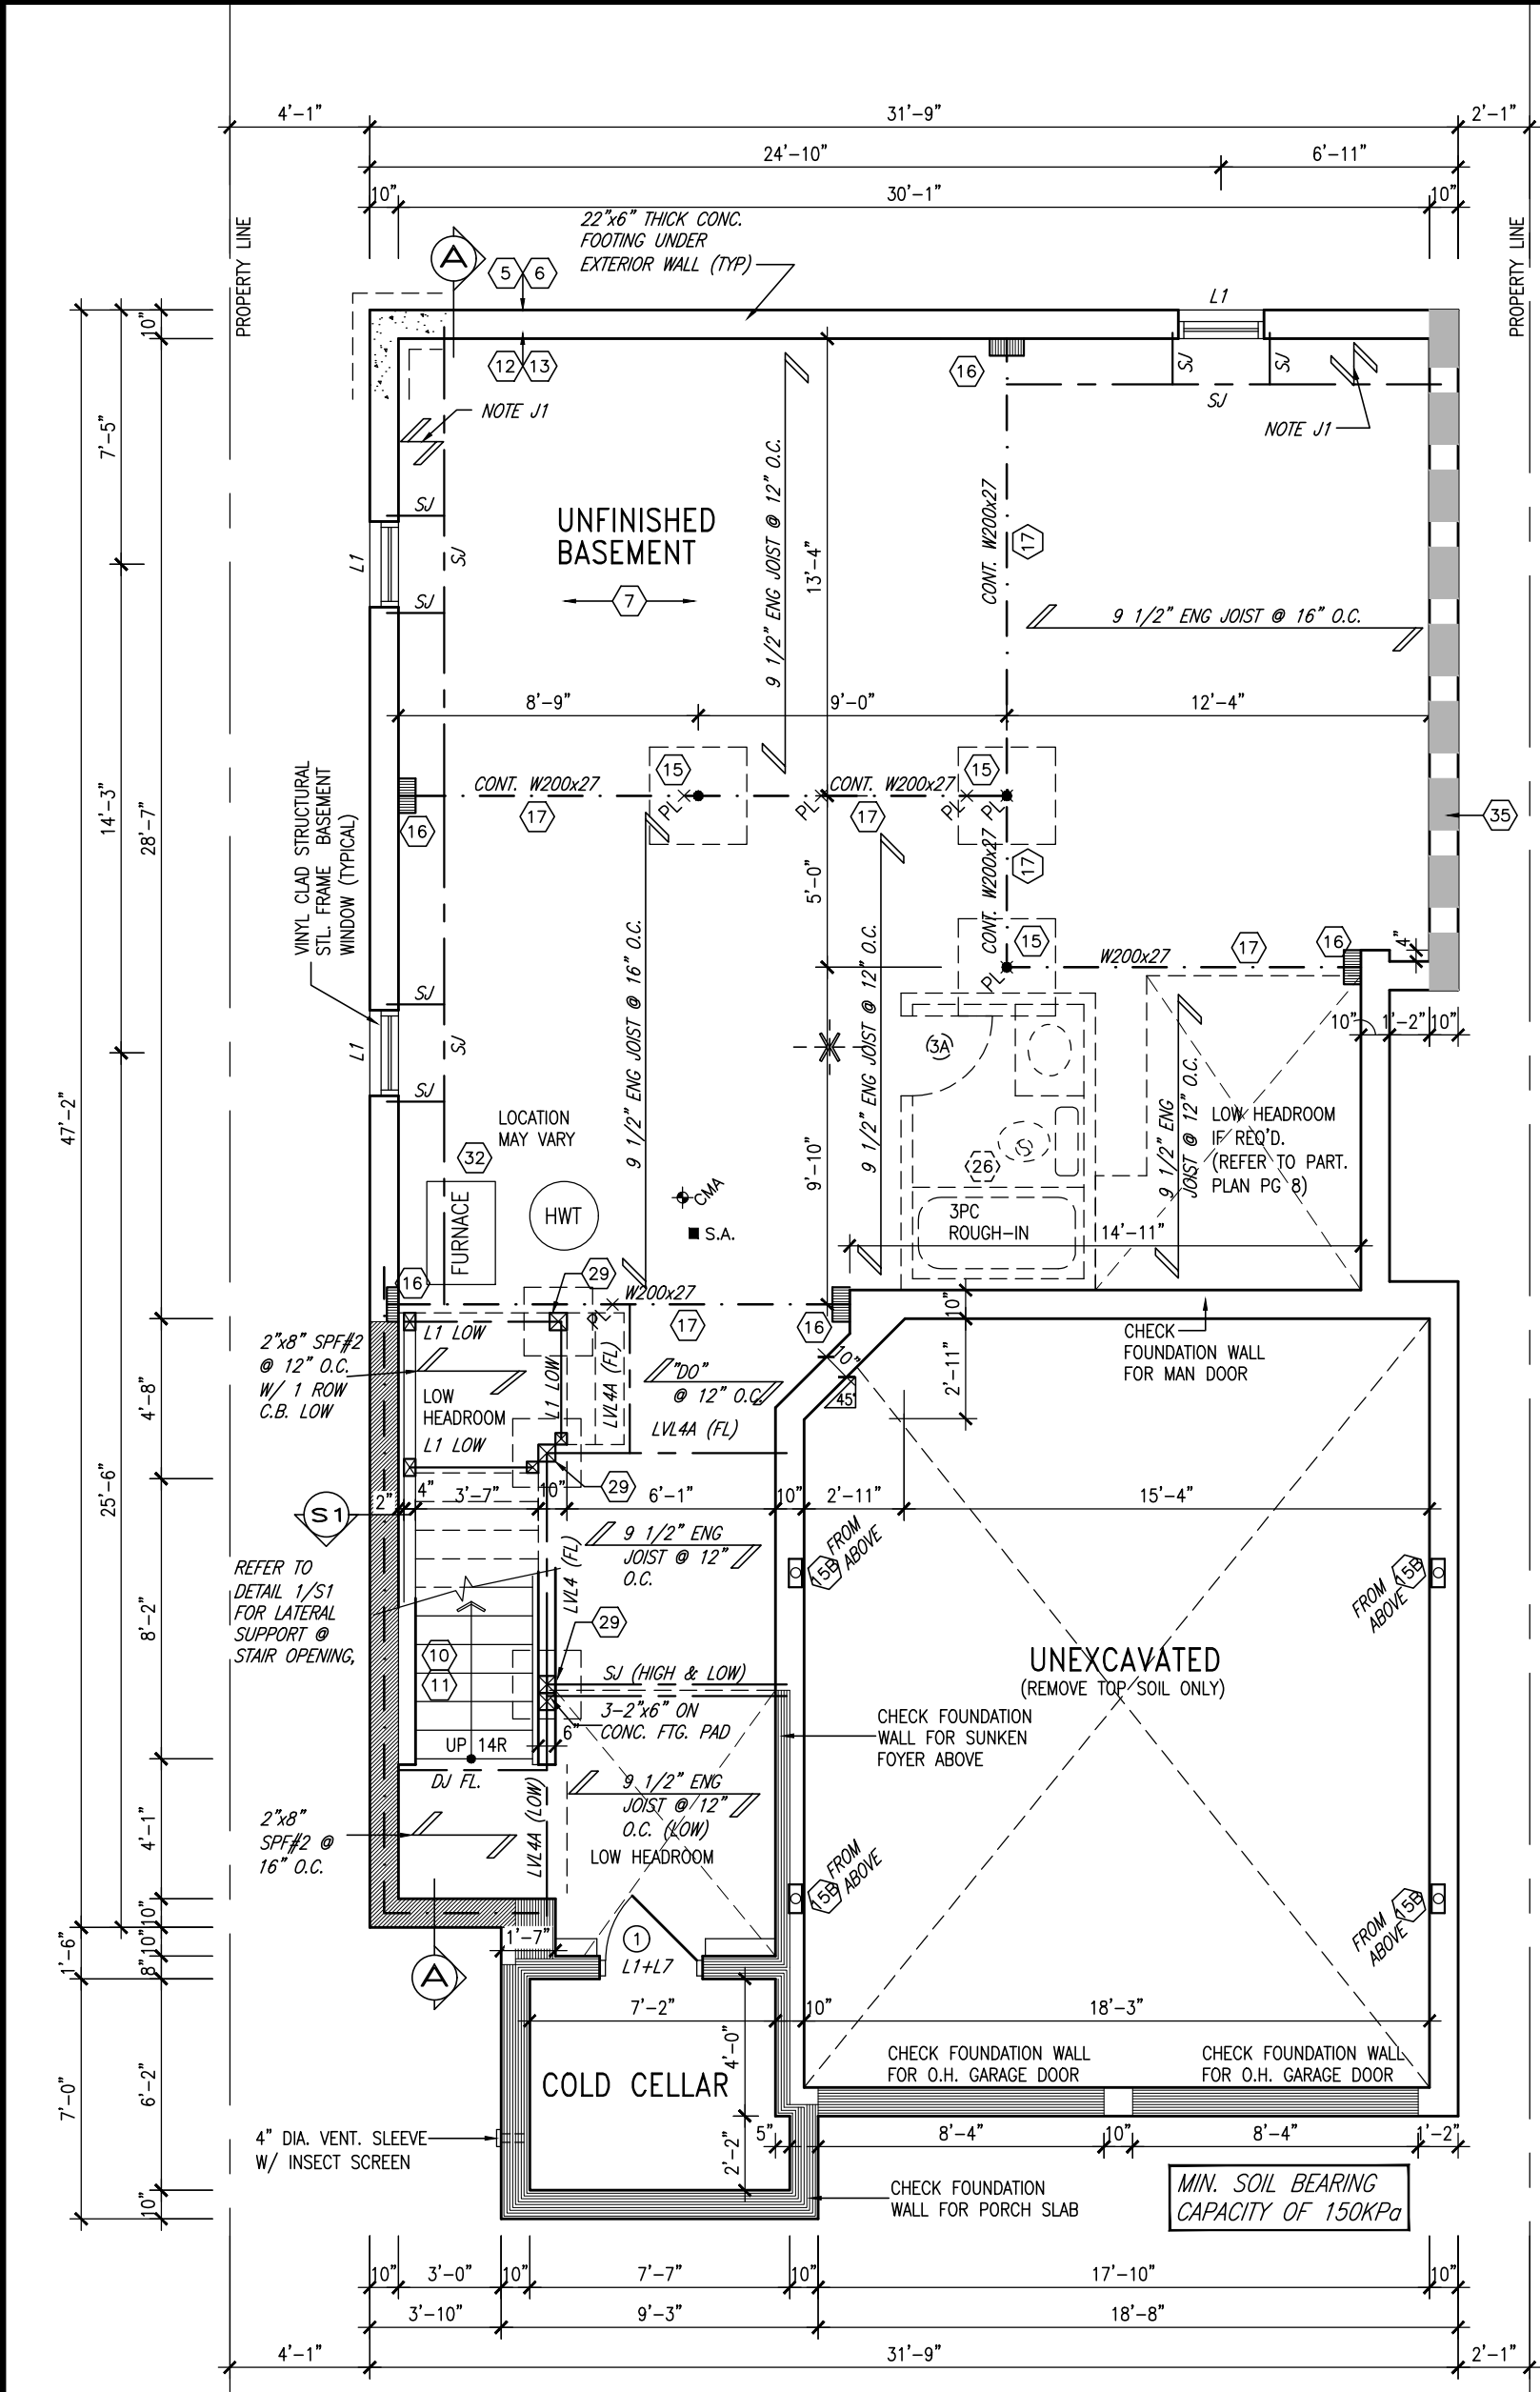 4'-1"
31'-9"
2'-1"
24'-10"
6'-11"
10"
30'-1"
10"
PROPERTY LINE
PROPERTY LINE
22"x6" THICK CONC.
FOOTING UNDER
EXTERIOR WALL (TYP)
A
5
6
L1
10"
12
13
16
SJ
SJ
SJ
NOTE J1
NOTE J1
7'-5"
SJ
UNFINISHED
BASEMENT
7
L1
SJ
SJ
9 1/2" ENG JOIST @ 12" O.C.
13'-4"
CONT. W200x27
17
9 1/2" ENG JOIST @ 16" O.C.
8'-9"
9'-0"
12'-4"
CONT. W200x27
15
CONT. W200x27
15
PL
PL
PL
PL
16
17
17
35
14'-3"
28'-7"
VINYL CLAD STRUCTURAL
STL. FRAME BASEMENT
WINDOW (TYPICAL)
5'-0"
CONT. W200x27
17
15
PL
W200x27
17
16
4"
SJ
L1
SJ
SJ
10"
1'-2"
10"
9 1/2" ENG JOIST @ 16" O.C.
9 1/2" ENG JOIST @ 12" O.C.
3A
47'-2"
LOCATION
MAY VARY
32
FURNACE
HWT
CMA
S.A.
9'-10"
26
3PC
ROUGH-IN
9 1/2" ENG
JOIST @ 12" O.C.
LOW HEADROOM
IF REQ'D.
(REFER TO PART.
PLAN PG 8)
14'-11"
16
29
W200x27
PL
17
16
10"
CHECK
FOUNDATION WALL
FOR MAN DOOR
2"x8" SPF#2
@ 12" O.C.
W/ 1 ROW
C.B. LOW
L1 LOW
LOW
HEADROOM
L1 LOW
L1 LOW
LVL4A (FL)
"DO"
@ 12" O.C.
LVL4A (FL)
10"
45°
2'-11"
4'-8"
25'-6"
S1
2"
4"
3'-7"
10"
29
6'-1"
10"
2'-11"
15'-4"
REFER TO
DETAIL 1/S1
FOR LATERAL
SUPPORT @
STAIR OPENING,
9 1/2" ENG
JOIST @ 12"
O.C.
LVL4 (FL)
29
15B
FROM
ABOVE
15B
FROM
ABOVE
8'-2"
10
11
SJ (HIGH & LOW)
3-2"x6" ON
CONC. FTG. PAD
6"
UP 14R
DJ FL.
UNEXCAVATED
(REMOVE TOP SOIL ONLY)
CHECK FOUNDATION
WALL FOR SUNKEN
FOYER ABOVE
2"x8"
SPF#2 @
16" O.C.
4'-1"
LVL4A (LOW)
9 1/2" ENG
JOIST @ 12"
O.C. (LOW)
LOW HEADROOM
15B
FROM
ABOVE
15B
FROM
ABOVE
10"
10"
8"
1'-6"
A
1'-7"
1
L1+L7
7'-2"
10"
18'-3"
4'-0"
COLD CELLAR
CHECK FOUNDATION WALL
FOR O.H. GARAGE DOOR
CHECK FOUNDATION WALL
FOR O.H. GARAGE DOOR
7'-0"
6'-2"
4" DIA. VENT. SLEEVE
W/ INSECT SCREEN
5"
8'-4"
10"
8'-4"
1'-2"
2'-2"
10"
CHECK FOUNDATION
WALL FOR PORCH SLAB
MIN. SOIL BEARING
CAPACITY OF 150KPa
10"
3'-0"
10"
7'-7"
10"
17'-10"
10"
3'-10"
9'-3"
18'-8"
4'-1"
31'-9"
2'-1"